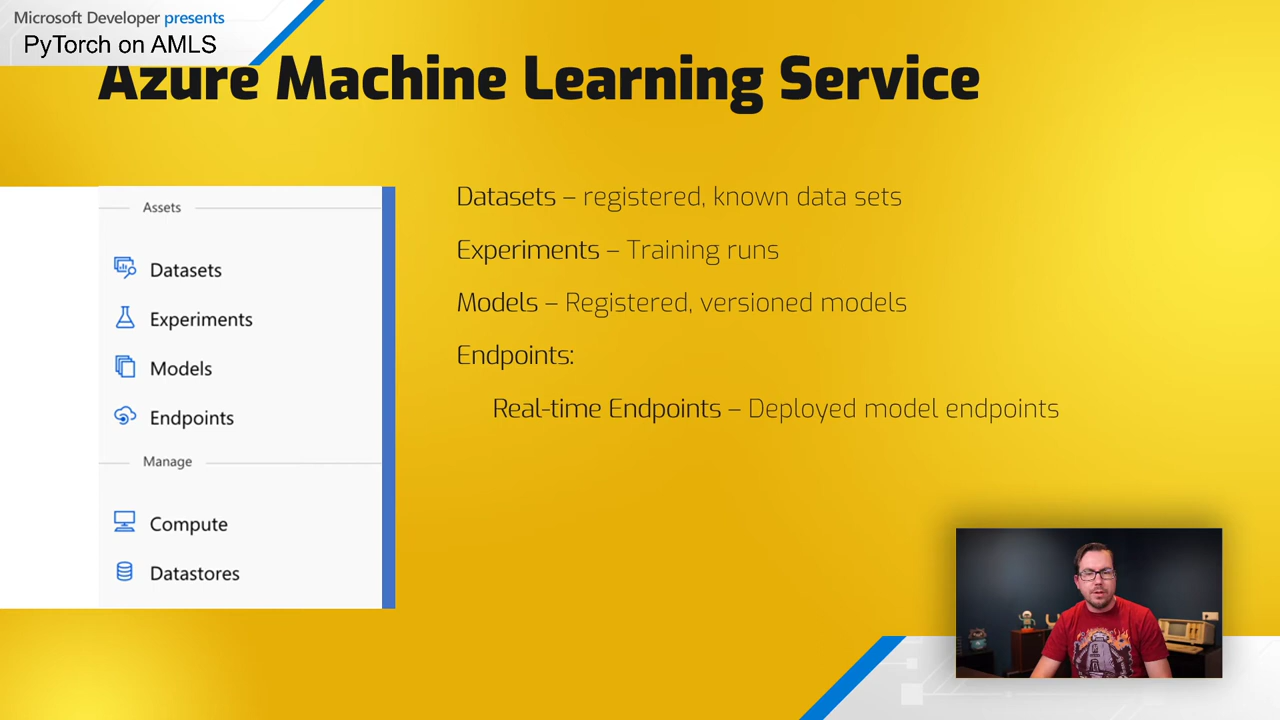 Microsoft Developer presents
PyTorch on AMLS
Azure Machine Learning Service
Assets
Datasets
Experiments
Models
Endpoints
Manage
Compute
Datastores
Datasets – registered, known data sets
Experiments – Training runs
Models – Registered, versioned models
Endpoints:
Real-time Endpoints – Deployed model endpoints